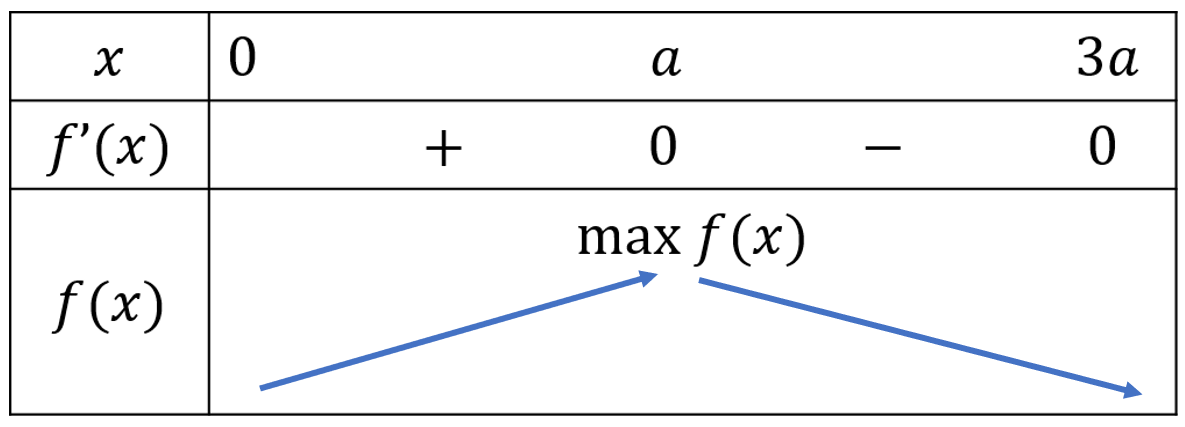 x 0 a 3a
f’(x) + 0 − 0
max f(x)
f(x)